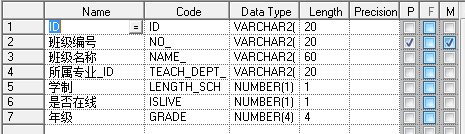 Name Code Data Type Length Precision P F M
1 ID = ID VARCHAR2( 20
2 班级编号 NO_ VARCHAR2( 20
3 班级名称 NAME_ VARCHAR2( 60
4 所属专业_ID TEACH_DEPT_ VARCHAR2( 20
5 学制 LENGTH_SCH NUMBER(1) 1
6 是否在线 ISLIVE NUMBER(1) 1
7 年级 GRADE NUMBER(4) 4